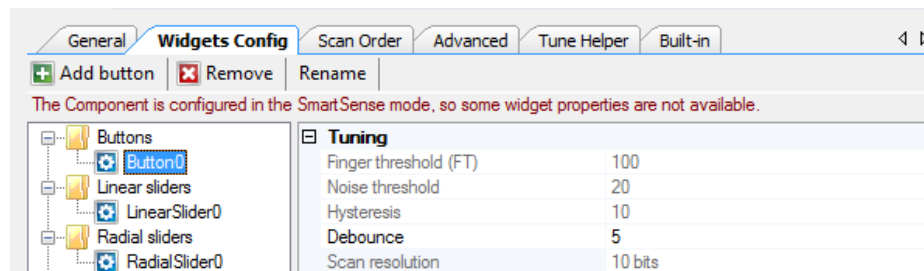 General Widgets Config Scan Order Advanced Tune Helper Built-in
Add button Remove Rename
The Component is configured in the SmartSense mode, so some widget properties are not available.
Buttons
Button0
Linear sliders
LinearSlider0
Radial sliders
RadialSlider0
Tuning
Finger threshold (FT) 100
Noise threshold 20
Hysteresis 10
Debounce 5
Scan resolution 10 bits